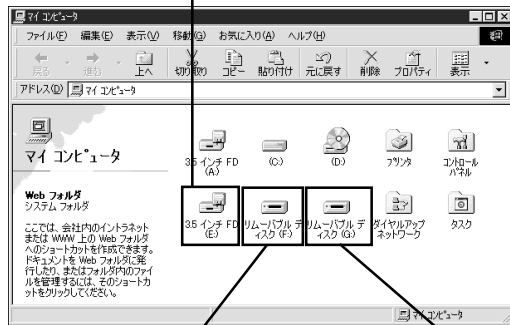 マイ コンピュータ
ファイル(F) 編集(E) 表示(V) 移動(G) お気に入り(A) ヘルプ(H)
戻る 進む 上へ 切り取り コピー 貼り付け 元に戻す 削除 プロパティ 表示
アドレス(D) マイ コンピュータ
マイ コンピュータ
Web フォルダ
システム フォルダ
ここでは、会社内のイントラネット
または WWW 上の Web フォルダ
へのショートカットを作成できます。
ドキュメントを Web フォルダに発
行したり、またはフォルダ内のファイ
ルを管理するには、そのショートカ
ットをクリックしてください。
3.5 インチ FD
(A:)
(C:)
(D:)
プリンタ
コントロール
パネル
3.5 インチ FD
(E:)
リムーバブル デ
ィスク (F:)
リムーバブル デ
ィスク (G:)
ダイヤルアップ
ネットワーク
タスク
マイ コンピュータ